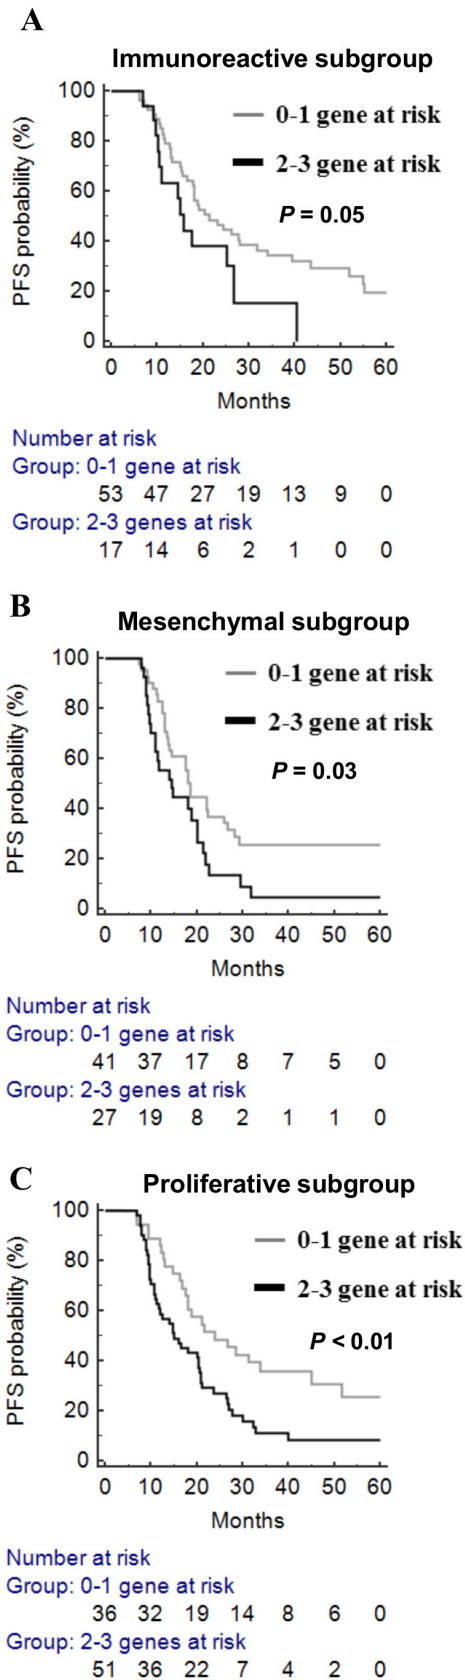 A
Immunoreactive subgroup
PFS probability (%)
100
80
60
40
20
0
0-1 gene at risk
2-3 gene at risk
P = 0.05
0 10 20 30 40 50 60
Months
Number at risk
Group: 0-1 gene at risk
53 47 27 19 13 9 0
Group: 2-3 genes at risk
17 14 6 2 1 0 0
B
Mesenchymal subgroup
PFS probability (%)
100
80
60
40
20
0
0-1 gene at risk
2-3 gene at risk
P = 0.03
0 10 20 30 40 50 60
Months
Number at risk
Group: 0-1 gene at risk
41 37 17 8 7 5 0
Group: 2-3 genes at risk
27 19 8 2 1 1 0
C
Proliferative subgroup
PFS probability (%)
100
80
60
40
20
0
0-1 gene at risk
2-3 gene at risk
P < 0.01
0 10 20 30 40 50 60
Months
Number at risk
Group: 0-1 gene at risk
36 32 19 14 8 6 0
Group: 2-3 genes at risk
51 36 22 7 4 2 0